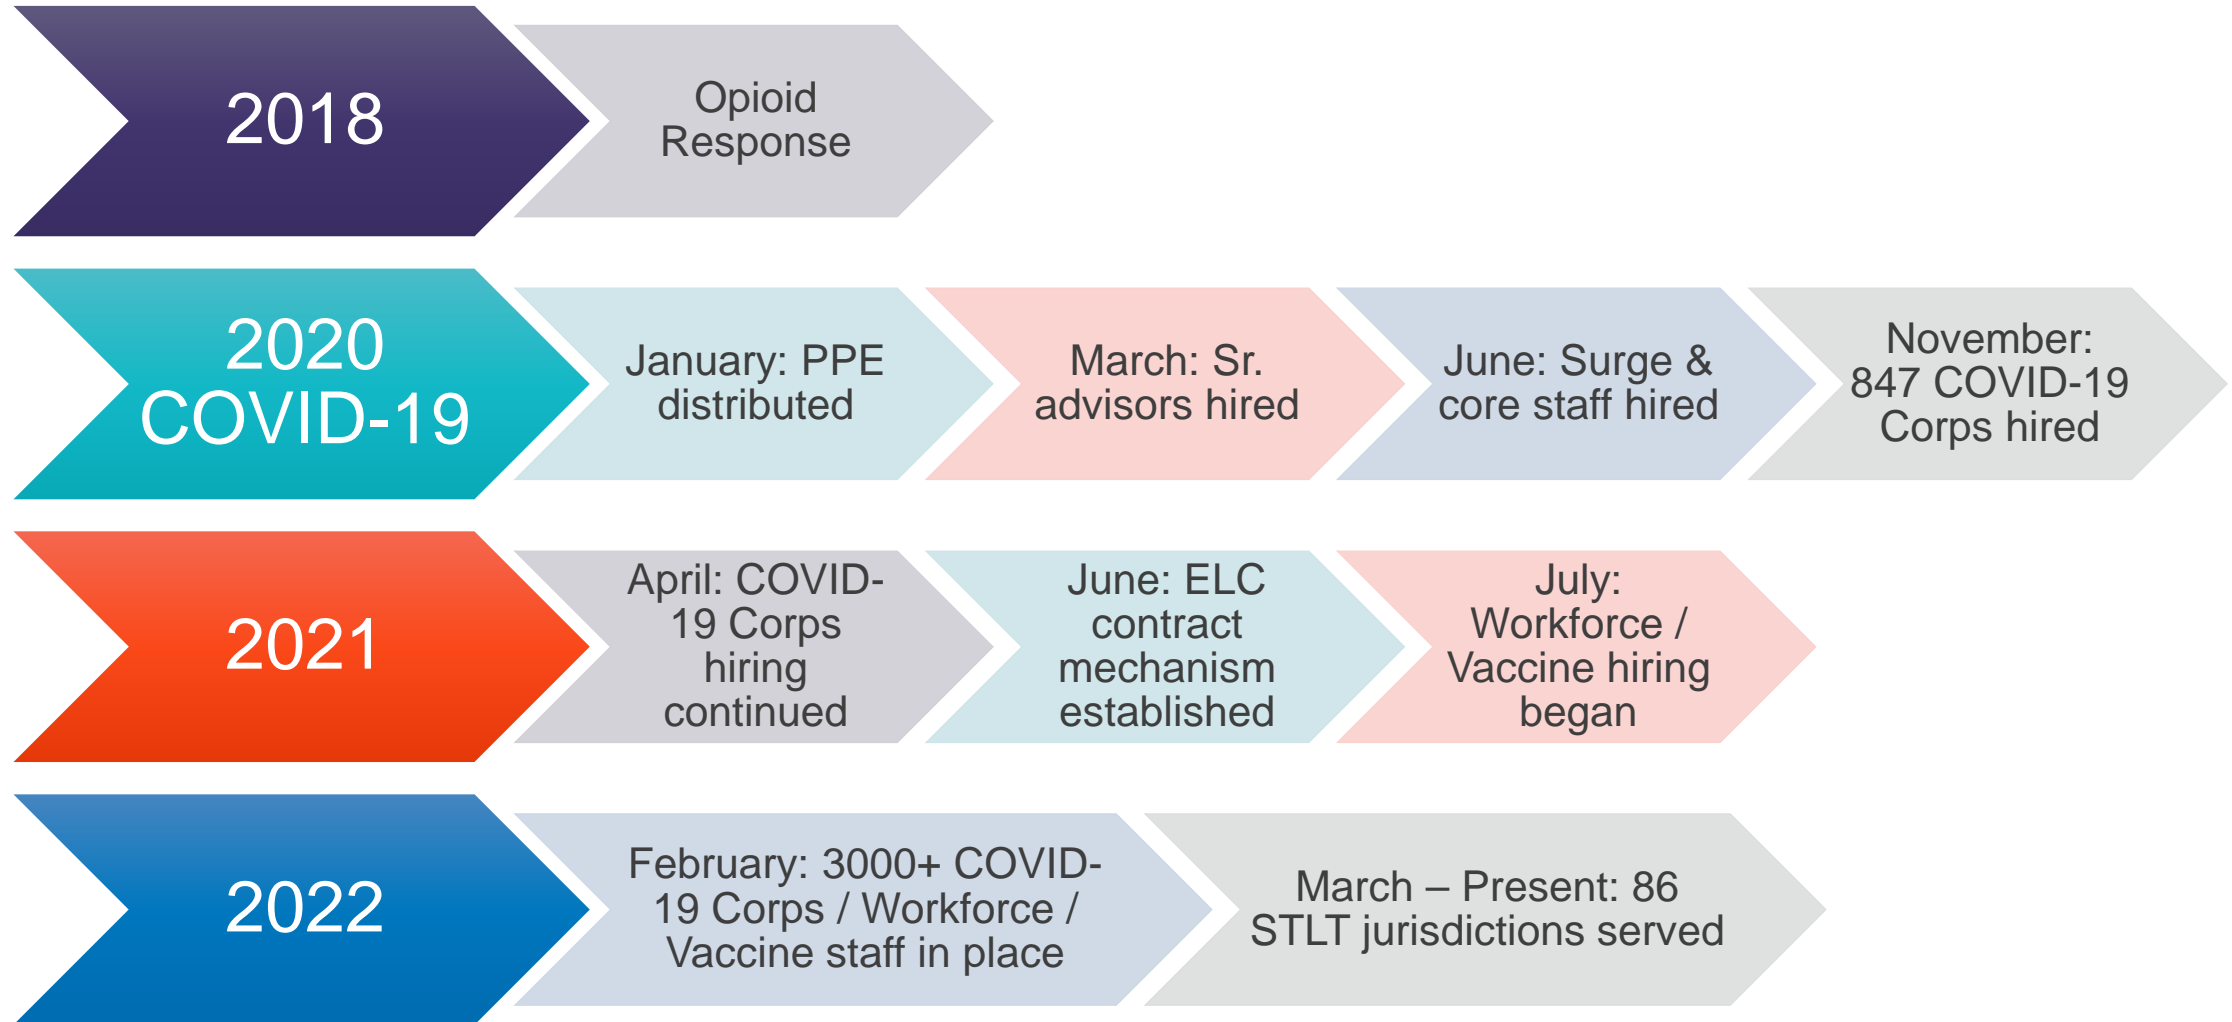 2018
Opioid
Response
2020
COVID-19
January: PPE
distributed
March: Sr.
advisors hired
June: Surge &
core staff hired
November:
847 COVID-19
Corps hired
2021
April: COVID-
19 Corps
hiring
continued
June: ELC
contract
mechanism
established
July:
Workforce /
Vaccine hiring
began
2022
February: 3000+ COVID-
19 Corps / Workforce /
Vaccine staff in place
March – Present: 86
STLT jurisdictions served